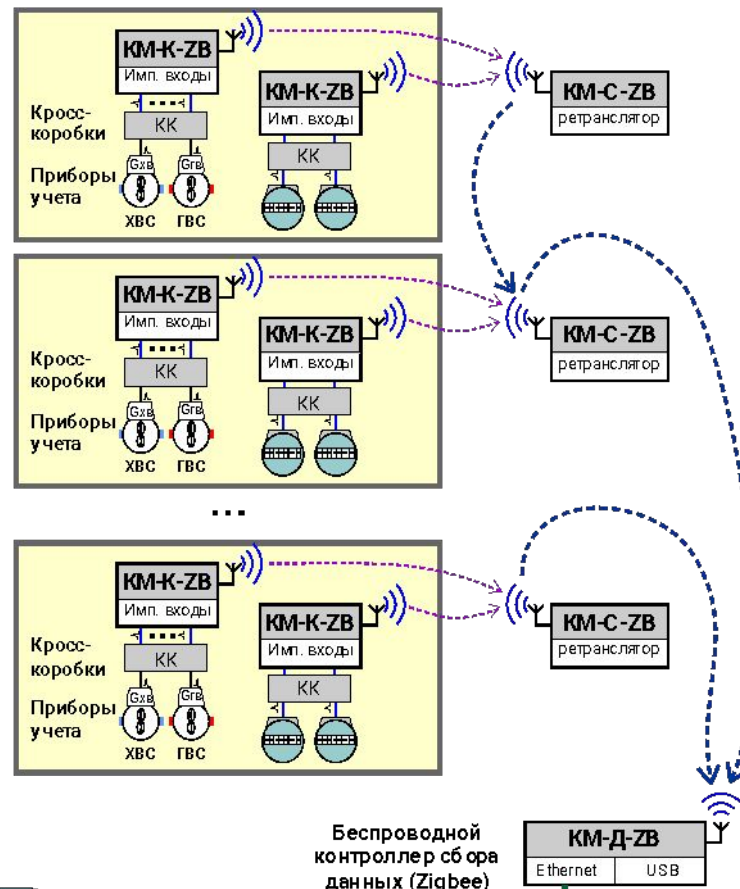 КМ-К-ZB
Имп. входы
КМ-К-ZB
Имп. входы
КМ-С-ZB
ретранслятор
Кросс-
коробки
КК
КК
Приборы
учета
Gхв
Gгв
ХВС
ГВС
КМ-К-ZB
Имп. входы
КМ-К-ZB
Имп. входы
КМ-С-ZB
ретранслятор
Кросс-
коробки
КК
КК
Приборы
учета
Gхв
Gгв
ХВС
ГВС
...
КМ-К-ZB
Имп. входы
КМ-К-ZB
Имп. входы
КМ-С-ZB
ретранслятор
Кросс-
коробки
КК
КК
Приборы
учета
Gхв
Gгв
ХВС
ГВС
Беспроводной
контроллер сбора
данных (Zigbee)
КМ-Д-ZB
Ethernet
USB